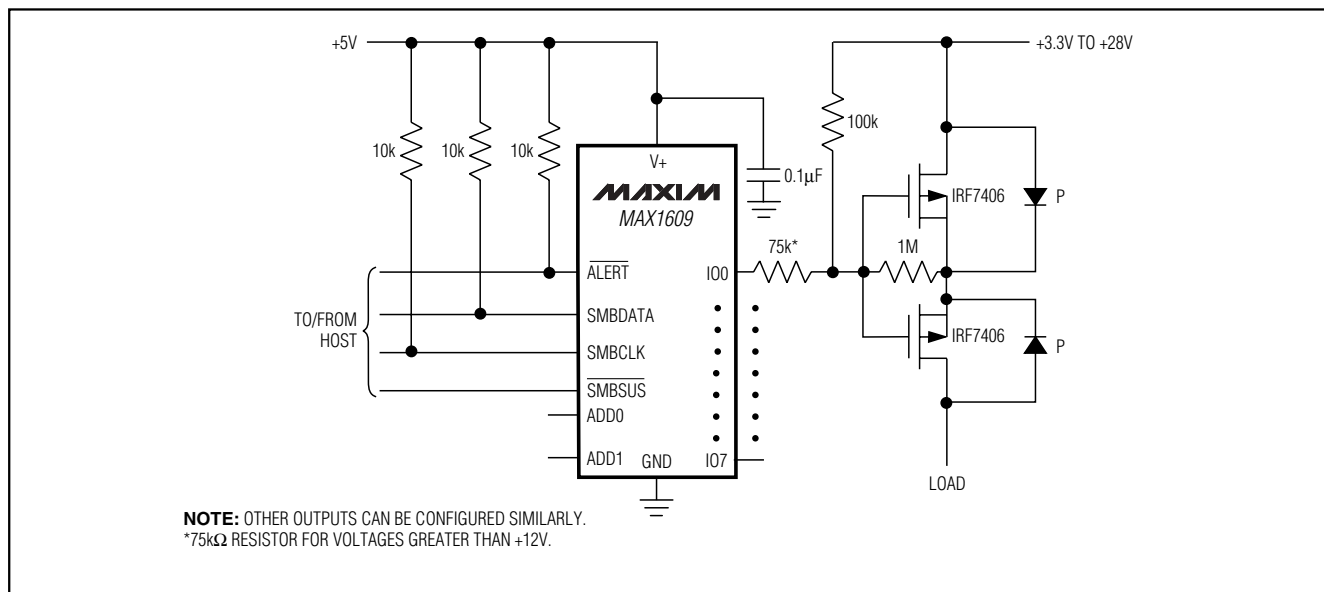 +5V
+3.3V TO +28V
10k
10k
10k
100k
V+
0.1µF
MAXIM
MAX1609
IRF7406
P
75k*
1M
ALERT
IO0
SMBDATA
TO/FROM
HOST
SMBCLK
IRF7406
P
SMBSUS
ADD0
ADD1
GND
IO7
LOAD
NOTE: OTHER OUTPUTS CAN BE CONFIGURED SIMILARLY.
*75kΩ RESISTOR FOR VOLTAGES GREATER THAN +12V.